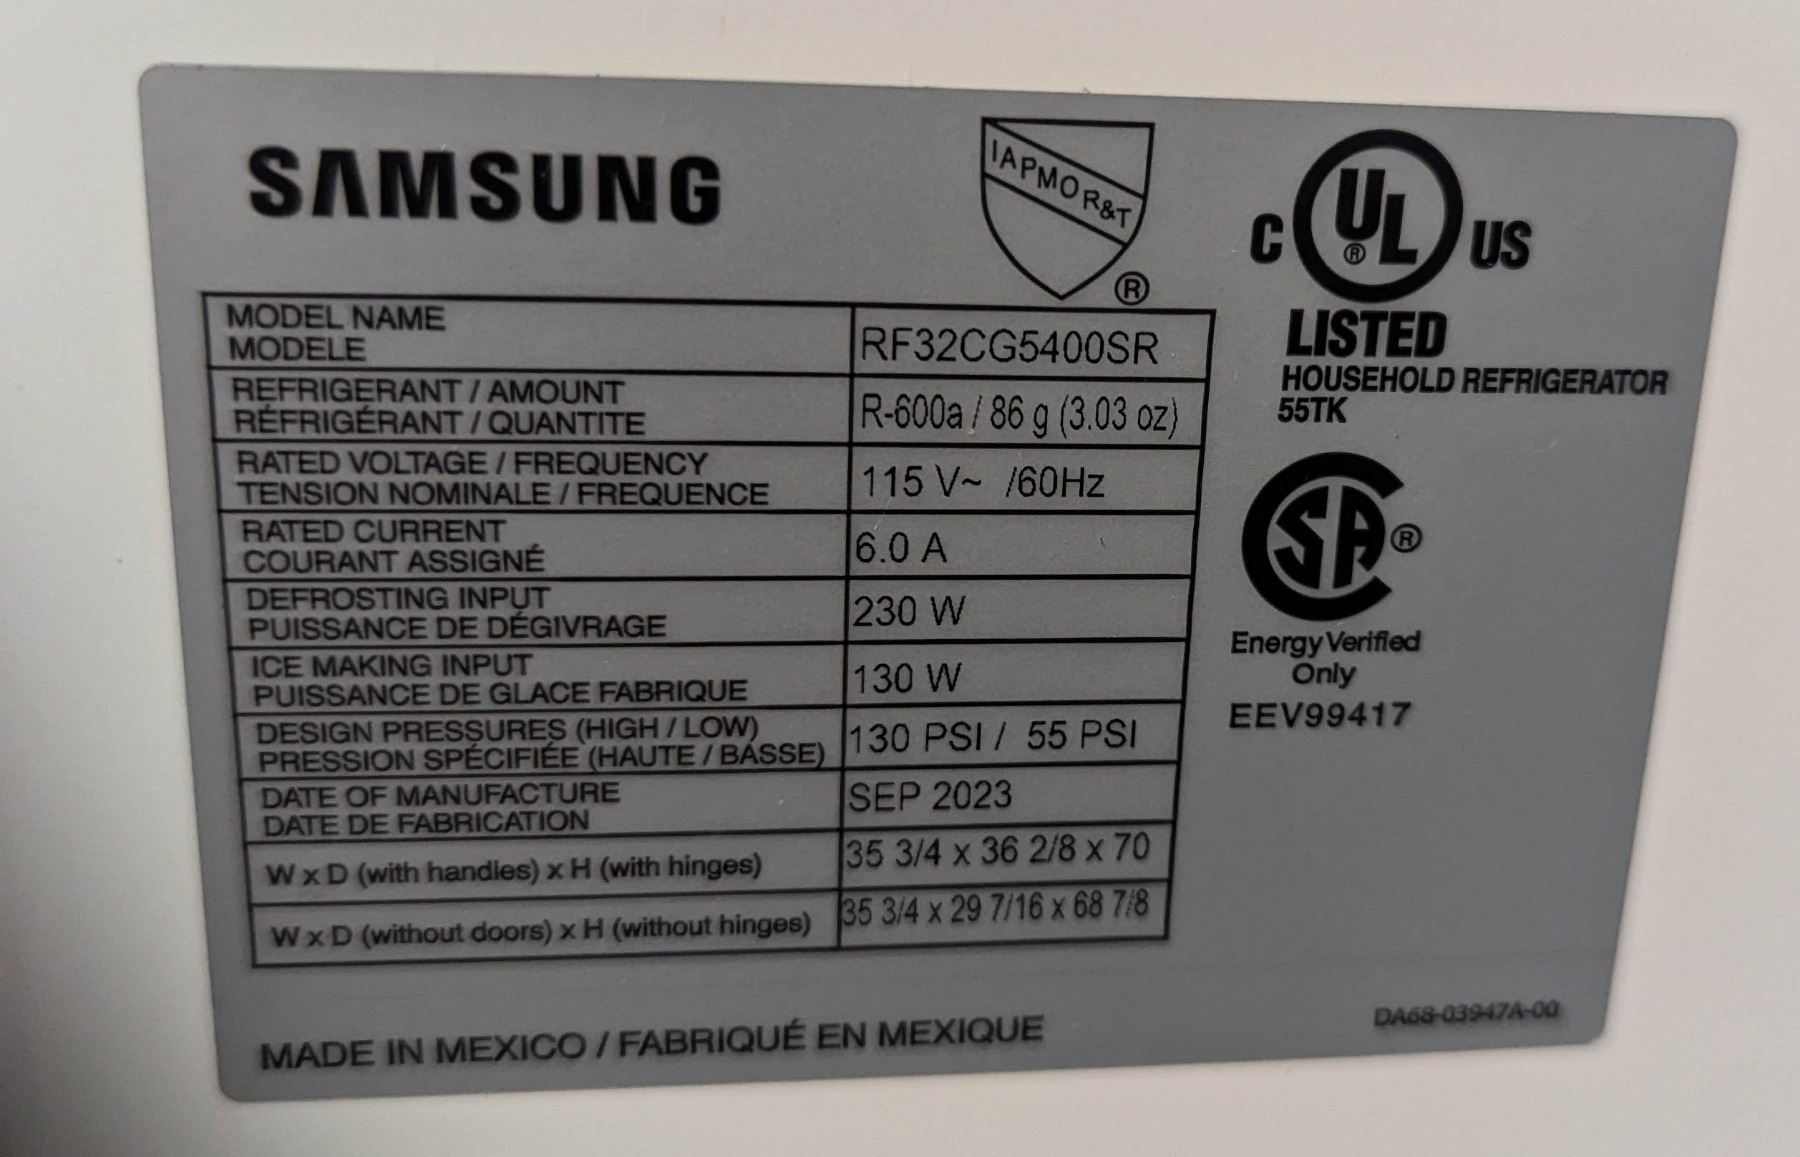 SAMSUNG
IAPMO R&T
®
C UL® US
LISTED
HOUSEHOLD REFRIGERATOR
55TK
MODEL NAME
MODELE
RF32CG5400SR
REFRIGERANT / AMOUNT
RÉFRIGÉRANT / QUANTITE
R-600a / 86 g (3.03 oz)
RATED VOLTAGE / FREQUENCY
TENSION NOMINALE / FREQUENCE
115 V~ /60Hz
RATED CURRENT
COURANT ASSIGNÉ
6.0 A
DEFROSTING INPUT
PUISSANCE DE DÉGIVRAGE
230 W
ICE MAKING INPUT
PUISSANCE DE GLACE FABRIQUE
130 W
DESIGN PRESSURES (HIGH / LOW)
PRESSION SPÉCIFIÉE (HAUTE / BASSE)
130 PSI / 55 PSI
DATE OF MANUFACTURE
DATE DE FABRICATION
SEP 2023
W x D (with handles) x H (with hinges)
35 3/4 x 36 2/8 x 70
W x D (without doors) x H (without hinges)
35 3/4 x 29 7/16 x 68 7/8
CSA®
Energy Verified
Only
EEV99417
MADE IN MEXICO / FABRIQUÉ EN MEXIQUE
DA68-03947A-00